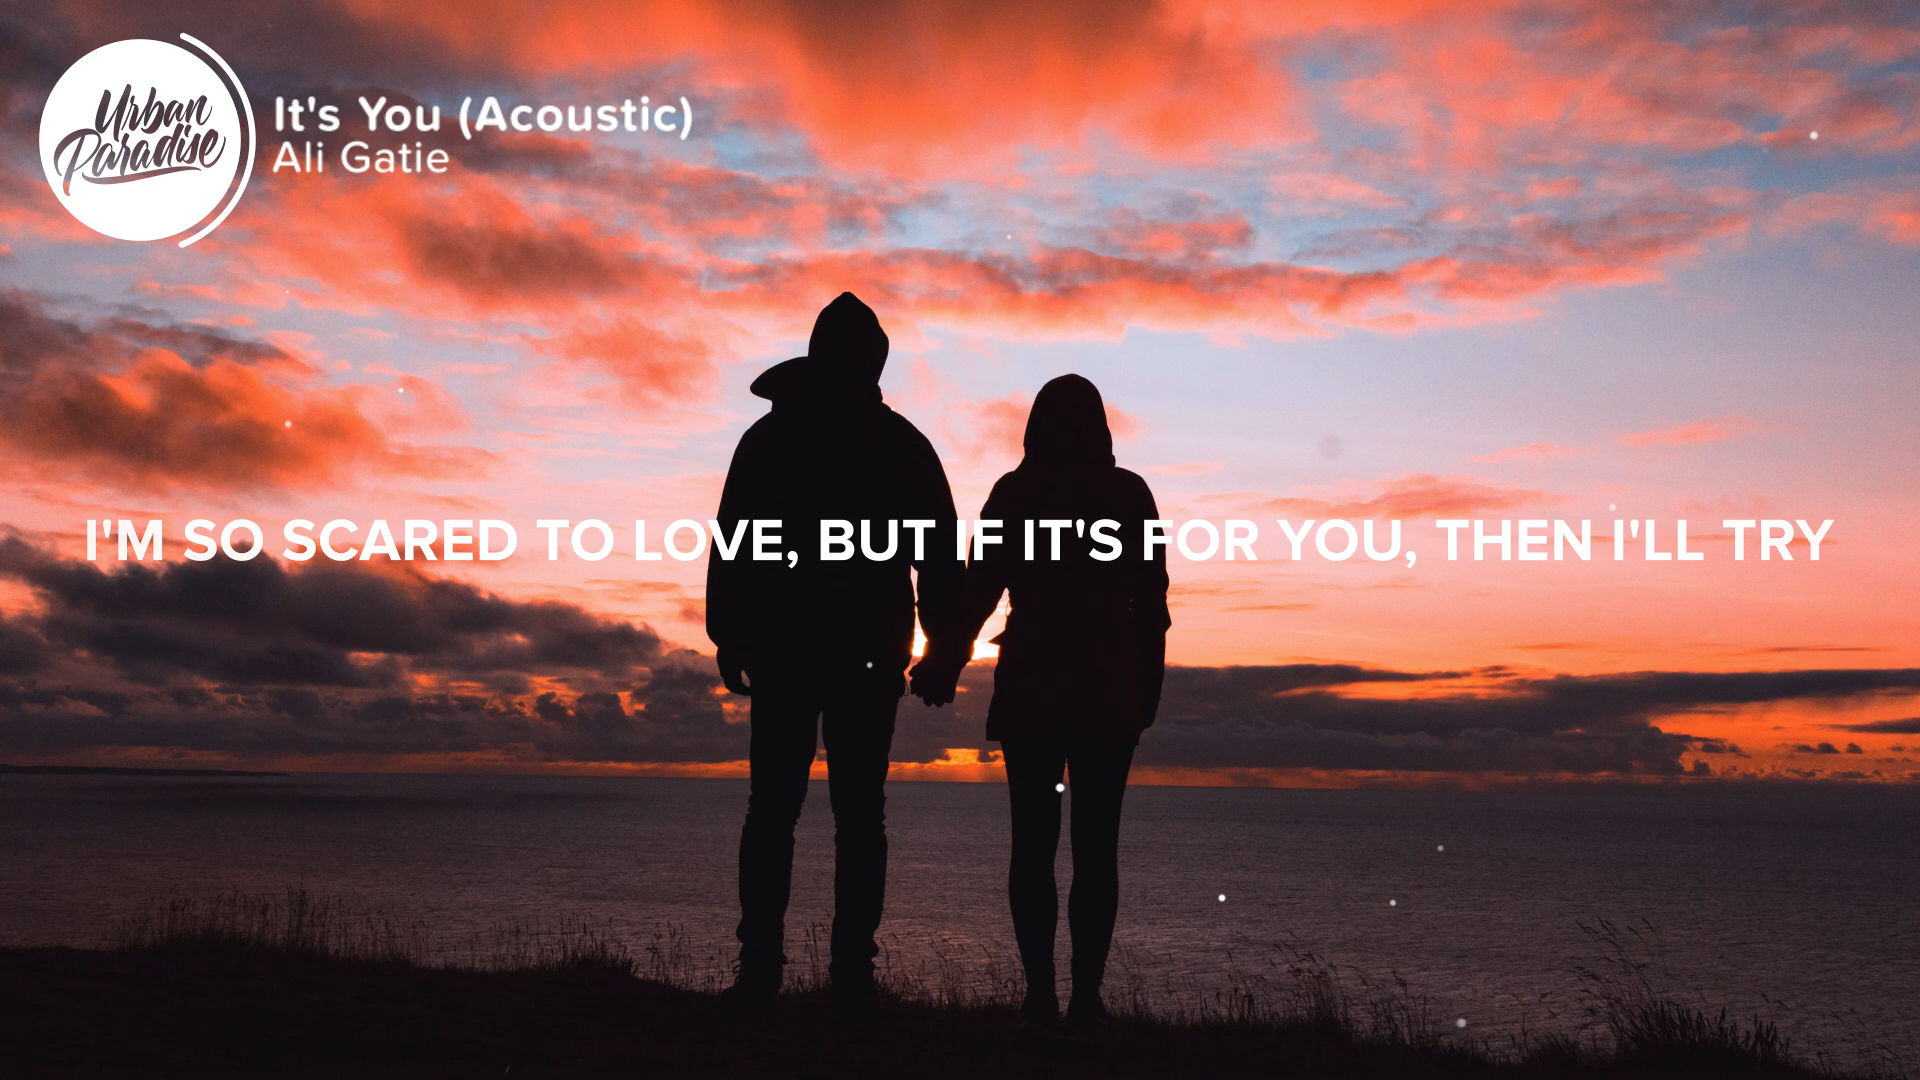 Urban
Paradise
It's You (Acoustic)
Ali Gatie
I'M SO SCARED TO LOVE, BUT IF IT'S FOR YOU, THEN I'LL TRY